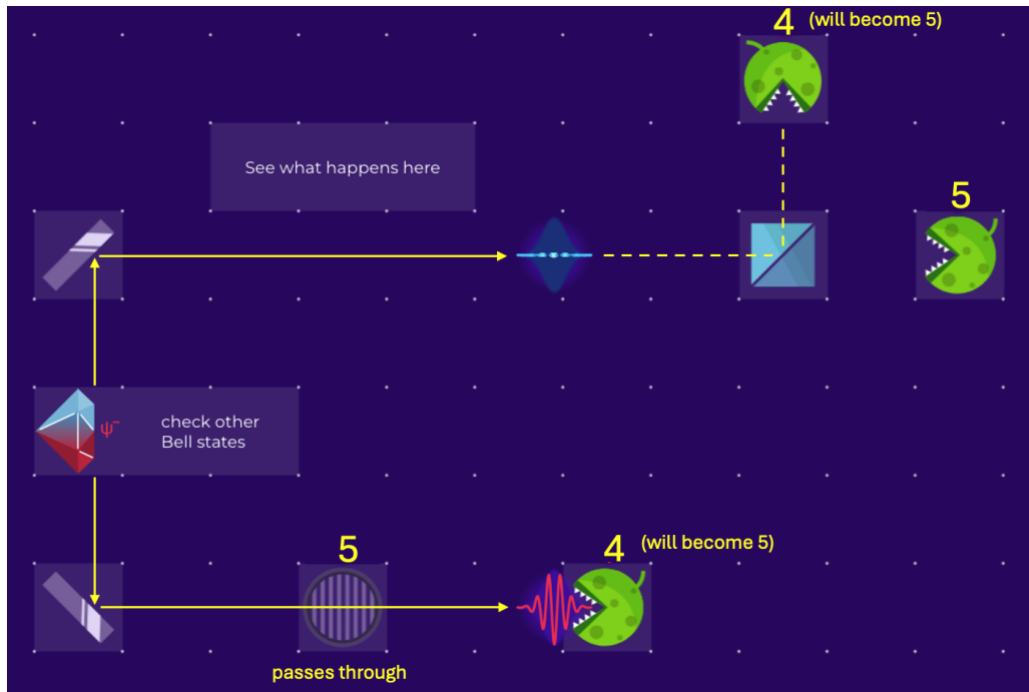 4 (will become 5)
See what happens here
5
ψ⁻
check other
Bell states
5
4 (will become 5)
passes through